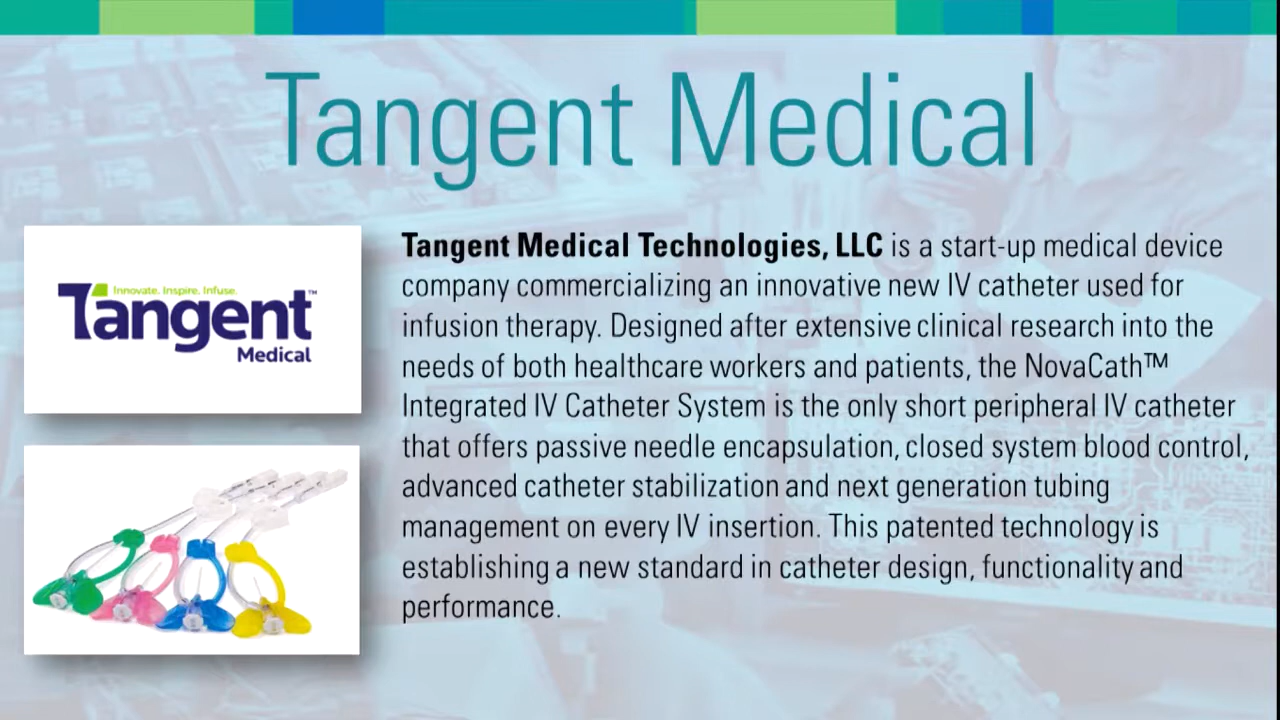 Tangent Medical
Innovate. Inspire. Infuse.
Tangent™
Medical
Tangent Medical Technologies, LLC is a start-up medical device
company commercializing an innovative new IV catheter used for
infusion therapy. Designed after extensive clinical research into the
needs of both healthcare workers and patients, the NovaCath™
Integrated IV Catheter System is the only short peripheral IV catheter
that offers passive needle encapsulation, closed system blood control,
advanced catheter stabilization and next generation tubing
management on every IV insertion. This patented technology is
establishing a new standard in catheter design, functionality and
performance.